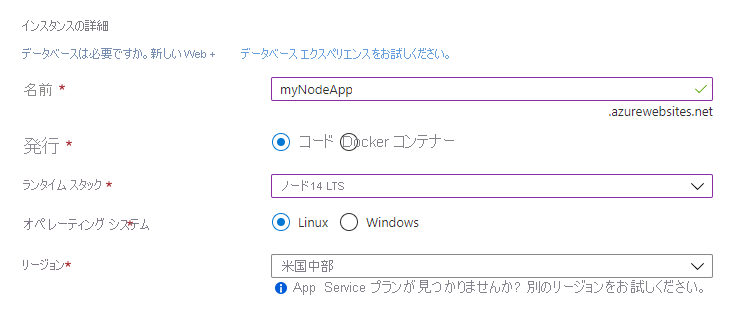 インスタンスの詳細
データベースは必要ですか。新しい Web + データベース エクスペリエンスをお試しください。
名前 * myNodeApp
.azurewebsites.net
発行 * コード Docker コンテナー
ランタイム スタック * ノード14 LTS
オペレーティング システム * Linux Windows
リージョン* 米国中部
App Service プランが見つかりませんか? 別のリージョンをお試しください。